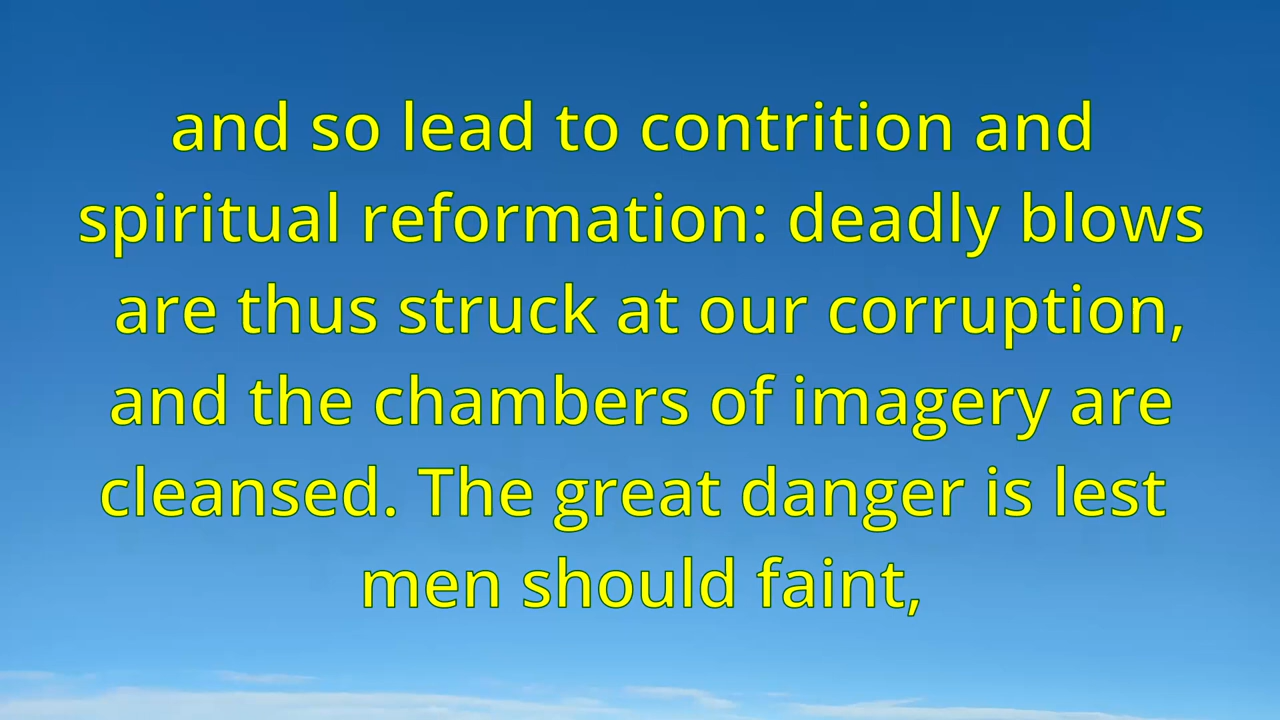 and so lead to contrition and
spiritual reformation: deadly blows
are thus struck at our corruption,
and the chambers of imagery are
cleansed. The great danger is lest
men should faint,